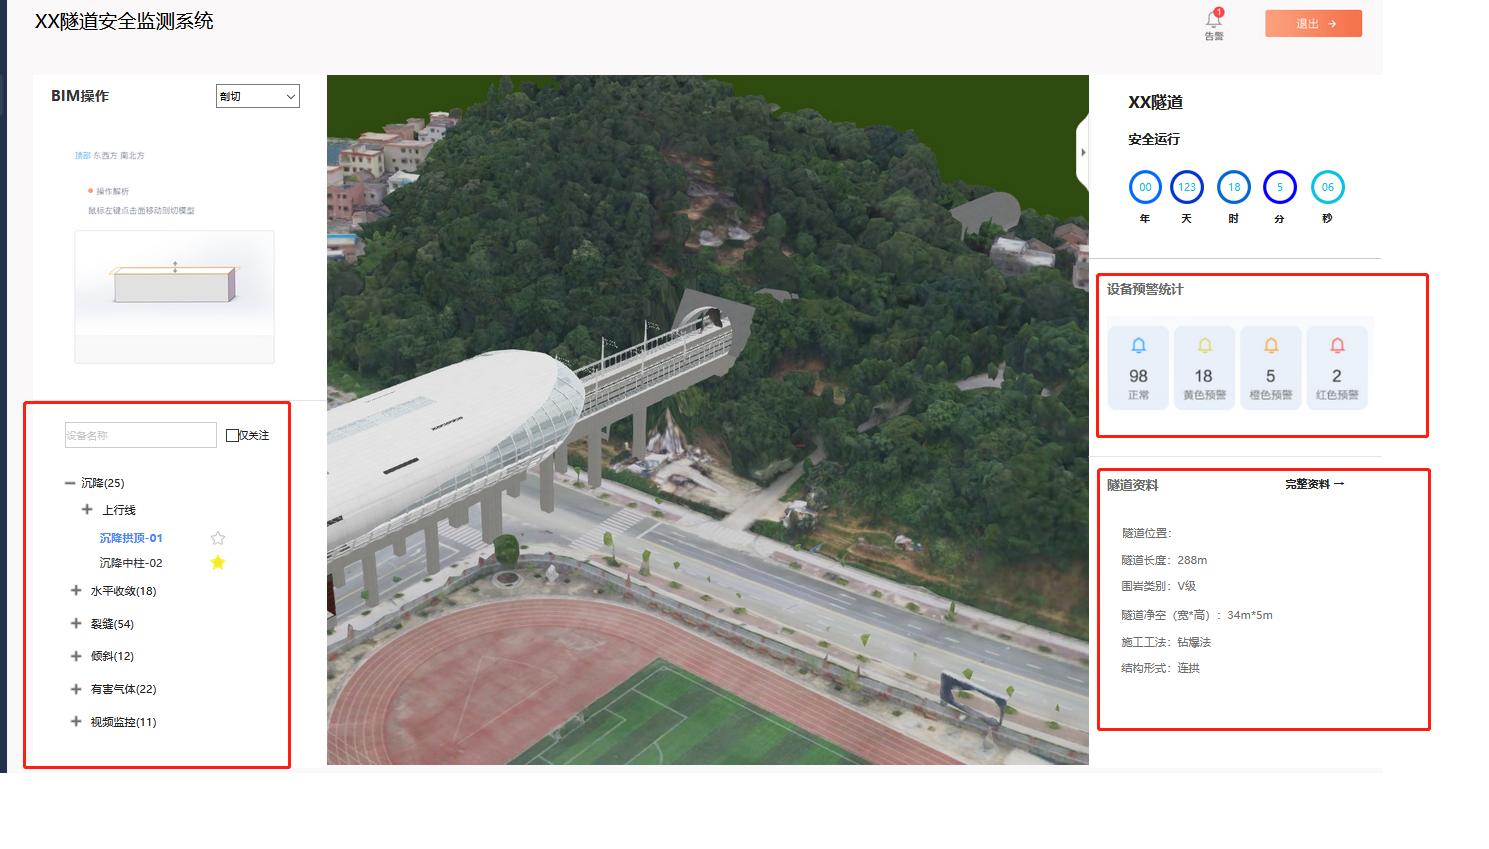 XX隧道安全监测系统
1
告警
退出 →
BIM操作
剖切
顶部 东西方 南北方
操作解析
鼠标左键点击面移动剖切模型
设备名称
仅关注
沉降(25)
上行线
沉降拱顶-01
沉降中柱-02
水平收敛(18)
裂缝(54)
倾斜(12)
有害气体(22)
视频监控(11)
XX隧道
安全运行
00 123 18 5 06
年 天 时 分 秒
设备预警统计
98 18 5 2
正常 黄色预警 橙色预警 红色预警
隧道资料 完整资料 →
隧道位置：
隧道长度：288m
围岩类别：V级
隧道净空（宽*高）：34m*5m
施工工法：钻爆法
结构形式：连拱